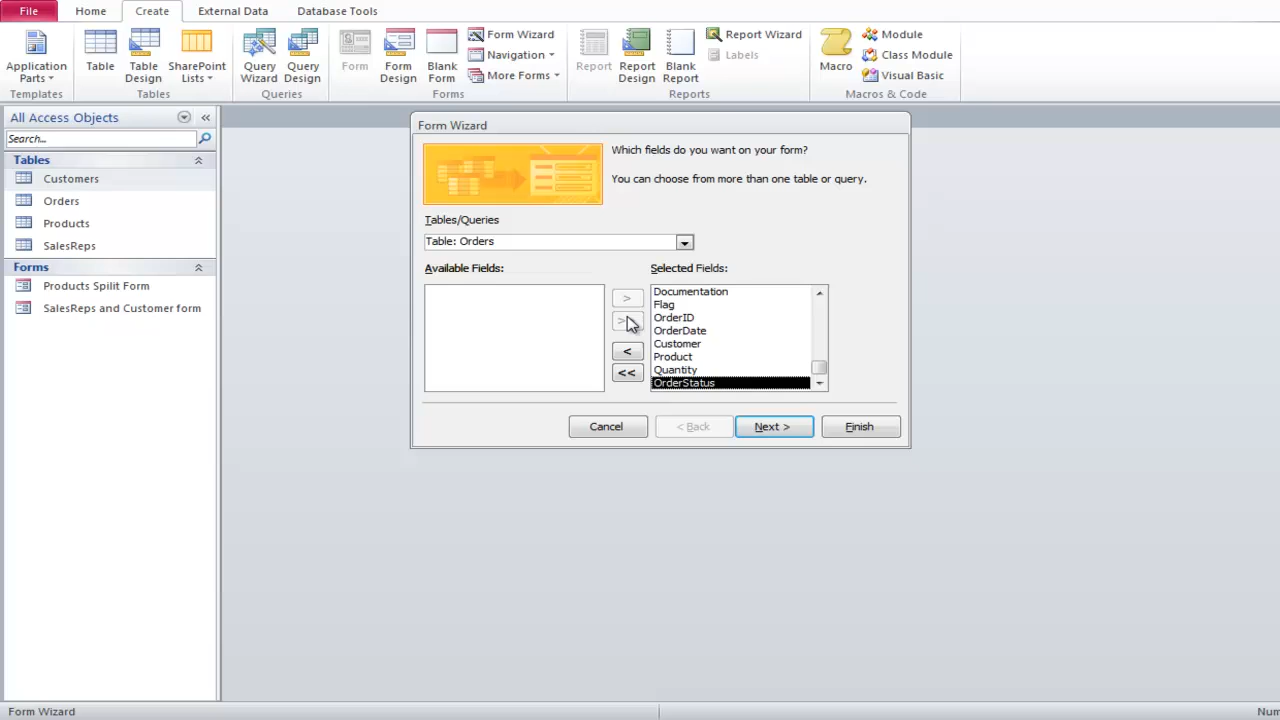 File Home Create External Data Database Tools
Application Parts
Table
Table Design
SharePoint Lists
Query Wizard
Query Design
Form
Form Design
Blank Form
Form Wizard
Navigation
More Forms
Report
Report Design
Blank Report
Report Wizard
Labels
Macro
Module
Class Module
Visual Basic
Templates Tables Queries Forms Reports Macros & Code
All Access Objects
Search...
Tables
Customers
Orders
Products
SalesReps
Forms
Products Spilit Form
SalesReps and Customer form
Form Wizard
Which fields do you want on your form?
You can choose from more than one table or query.
Tables/Queries
Table: Orders
Available Fields: Selected Fields:
>
>
<
<<
Documentation
Flag
OrderID
OrderDate
Customer
Product
Quantity
OrderStatus
Cancel < Back Next > Finish
Form Wizard Num